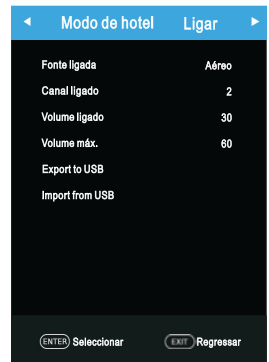 Modo de hotel Ligar
Fonte ligada Aéreo
Canal ligado 2
Volume ligado 30
Volume máx. 60
Export to USB
Import from USB
ENTER Seleccionar EXIT Regressar